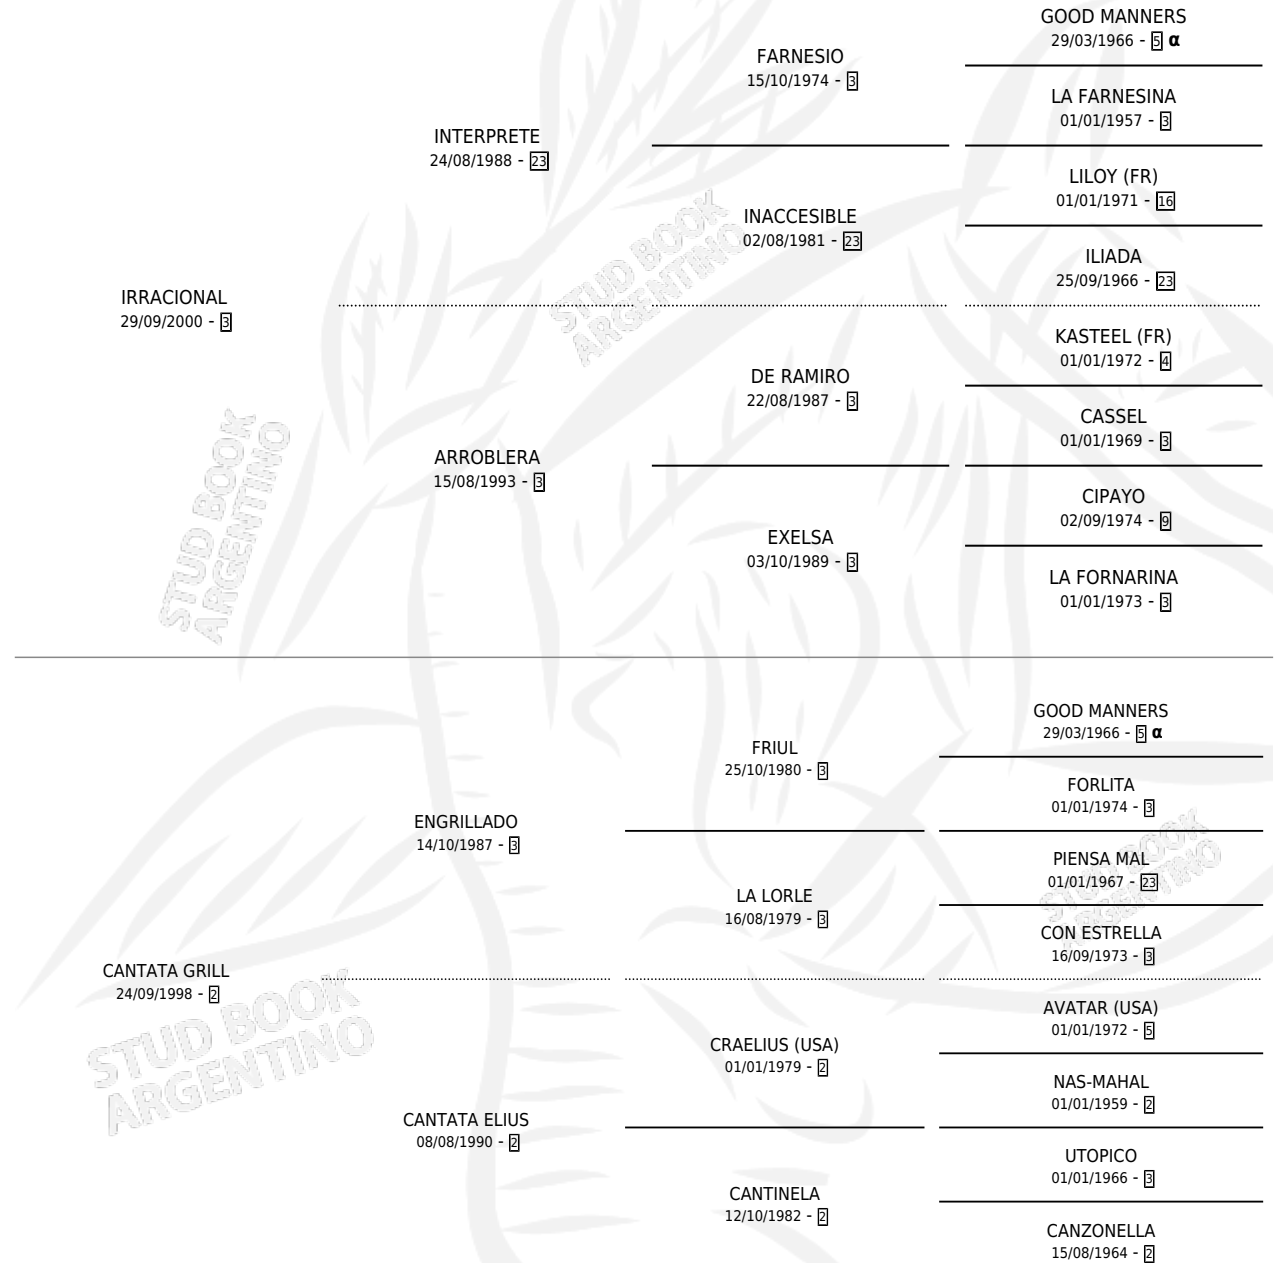 GOOD MANNERS
29/03/1966 - 5 α
FARNESIO
15/10/1974 - 3
LA FARNESINA
01/01/1957 - 3
INTERPRETE
24/08/1988 - 23
LILOY (FR)
01/01/1971 - 16
INACCESIBLE
02/08/1981 - 23
ILIADA
25/09/1966 - 23
IRRACIONAL
29/09/2000 - 3
KASTEEL (FR)
01/01/1972 - 4
DE RAMIRO
22/08/1987 - 3
CASSEL
01/01/1969 - 3
ARROBLERA
15/08/1993 - 3
CIPAYO
02/09/1974 - 9
EXELSA
03/10/1989 - 3
LA FORNARINA
01/01/1973 - 3
GOOD MANNERS
29/03/1966 - 5 α
FRIUL
25/10/1980 - 3
FORLITA
01/01/1974 - 3
ENGRILLADO
14/10/1987 - 3
PIENSA MAL
01/01/1967 - 23
LA LORLE
16/08/1979 - 3
CON ESTRELLA
16/09/1973 - 3
CANTATA GRILL
24/09/1998 - 2
AVATAR (USA)
01/01/1972 - 5
CRAELIUS (USA)
01/01/1979 - 2
NAS-MAHAL
01/01/1959 - 2
CANTATA ELIUS
08/08/1990 - 2
UTOPICO
01/01/1966 - 3
CANTINELA
12/10/1982 - 2
CANZONELLA
15/08/1964 - 2
STUD BOOK
ARGENTINO
STUD BOOK
ARGENTINO
STUD BOOK
ARGENTINO
STUD BOOK
ARGENTINO